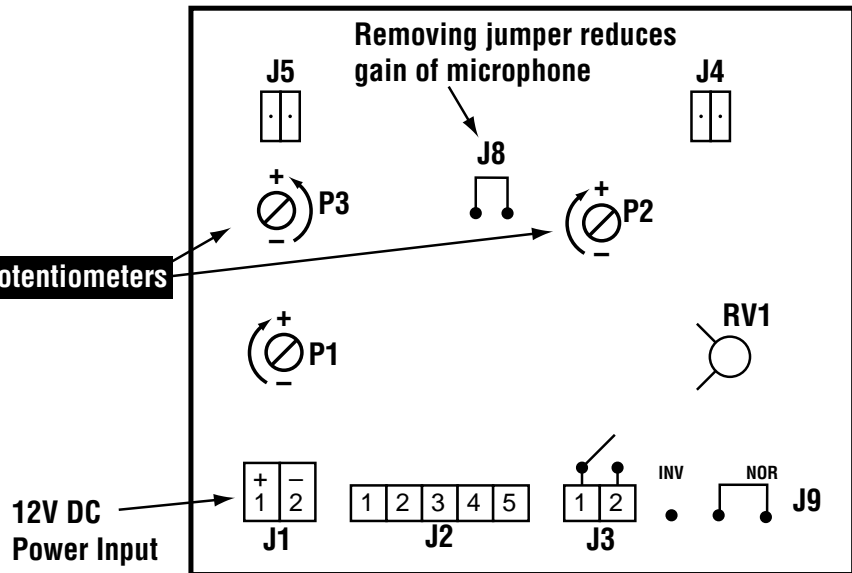 Removing jumper reduces
gain of microphone
J5
J4
J8
+
P3
−
+
P2
−
otentiometers
+
P1
−
RV1
+ −
1 2
J1
12V DC
Power Input
1 2 3 4 5
J2
1 2
J3
INV
NOR
J9